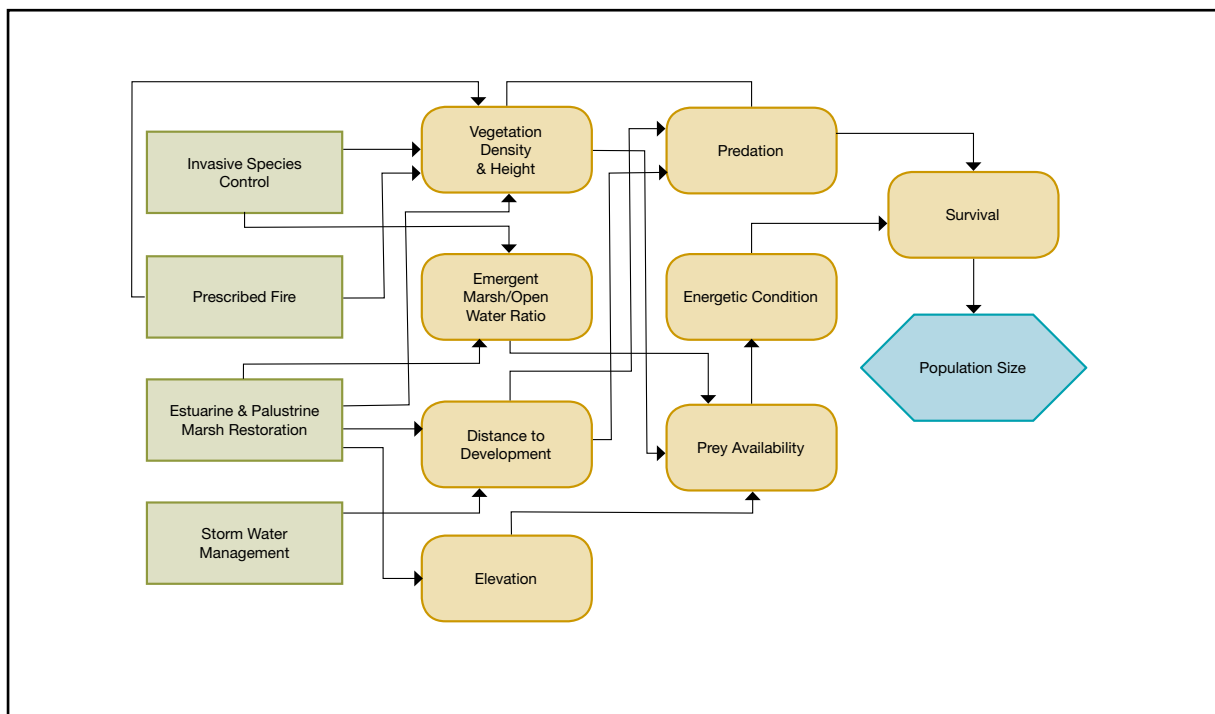 Invasive Species
Control
Prescribed Fire
Estuarine & Palustrine
Marsh Restoration
Storm Water
Management
Vegetation
Density
& Height
Emergent
Marsh/Open
Water Ratio
Distance to
Development
Elevation
Predation
Energetic Condition
Prey Availability
Survival
Population Size